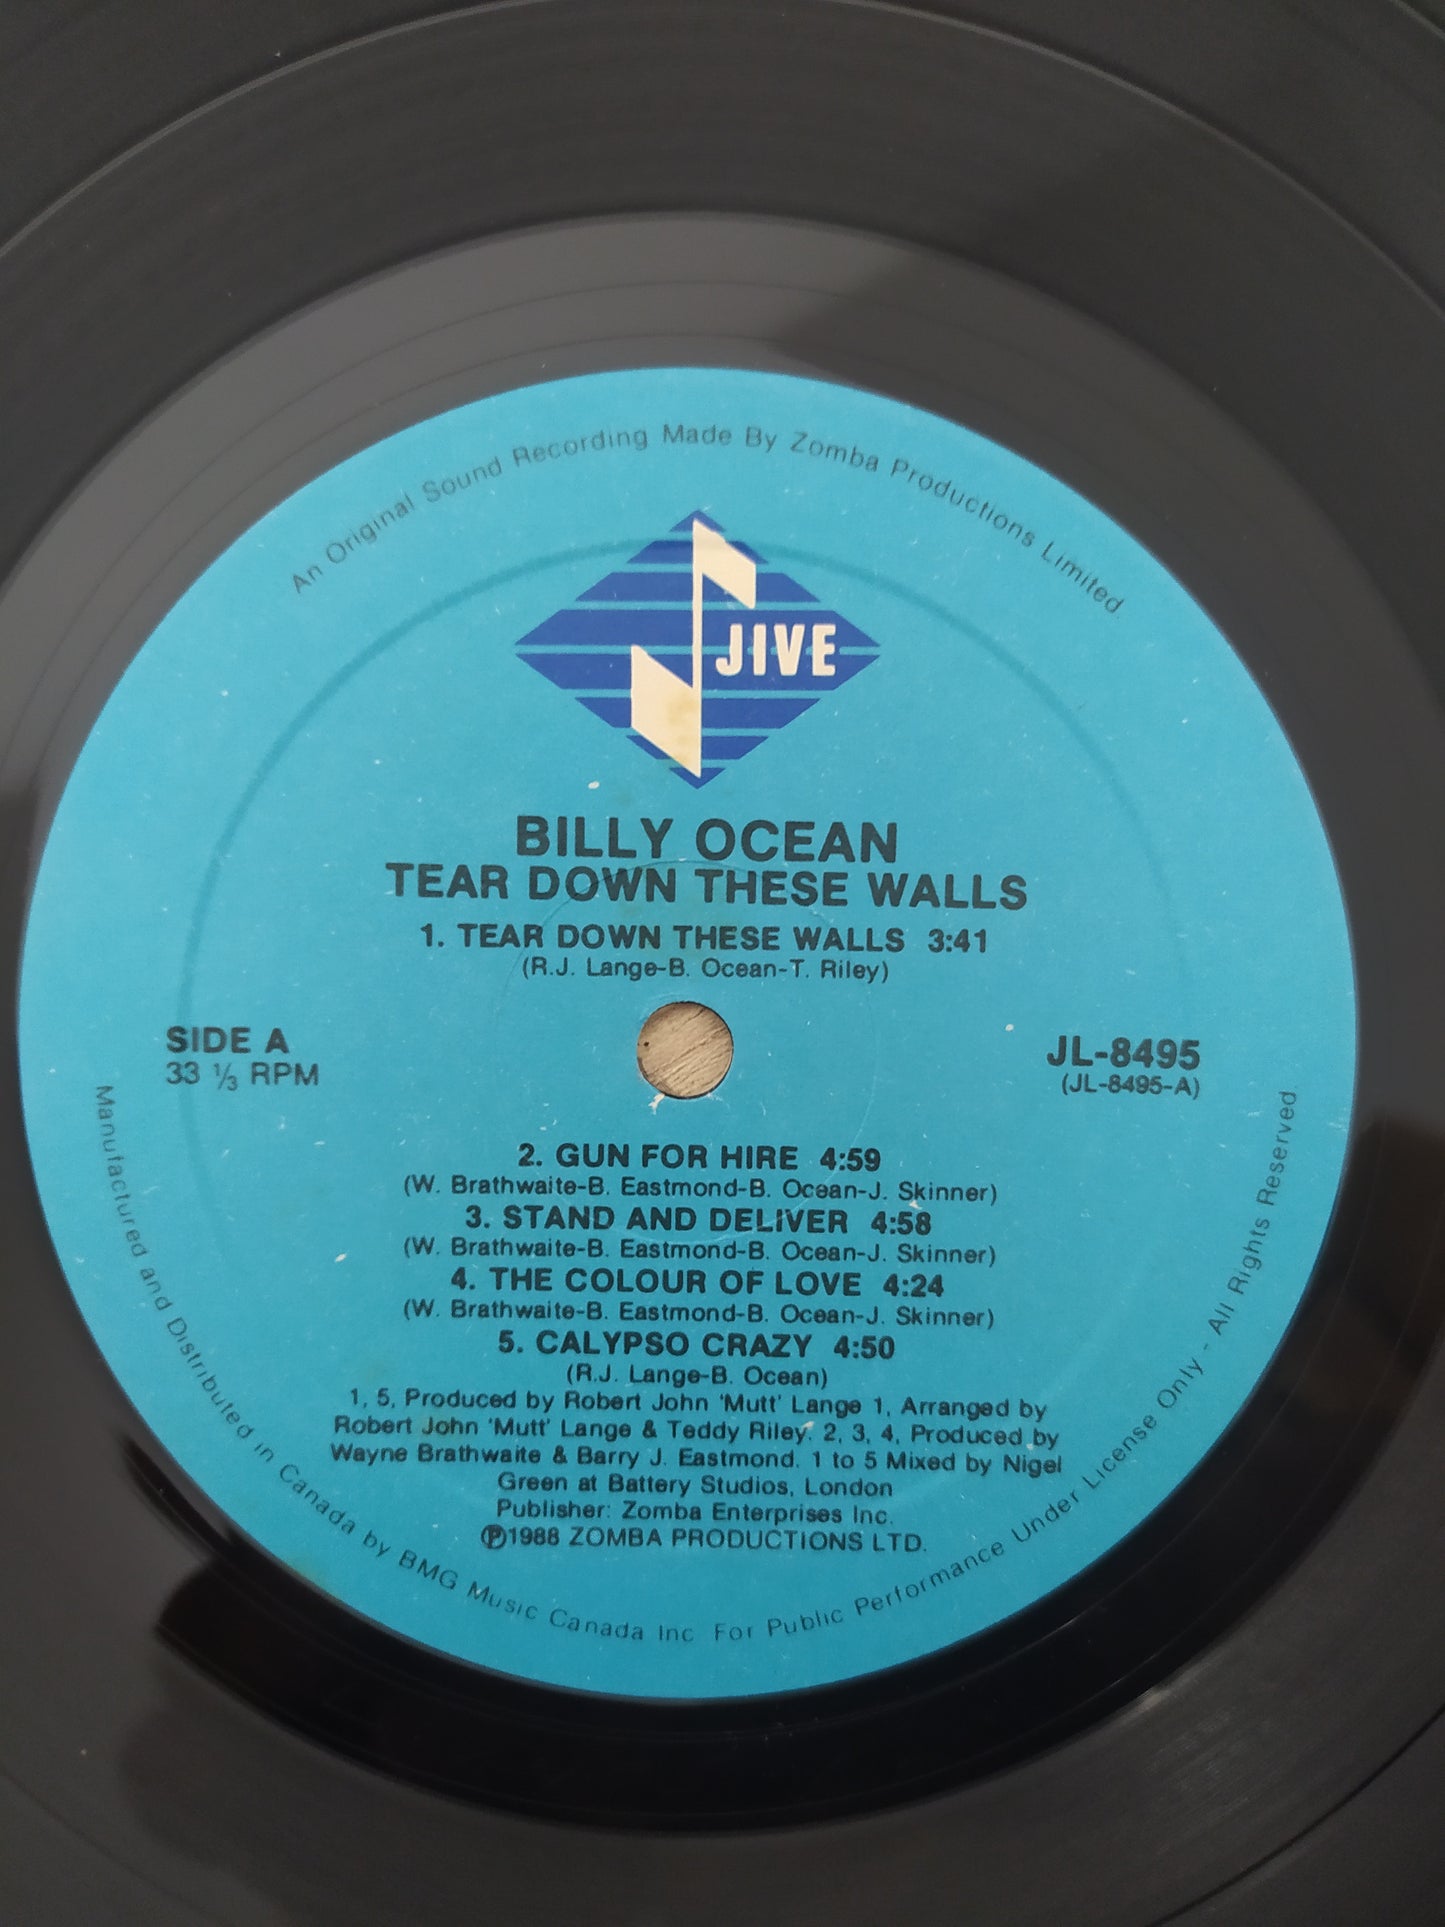 An Original Sound Recording Made By Zomba Productions Limited
JIVE
BILLY OCEAN
TEAR DOWN THESE WALLS
1. TEAR DOWN THESE WALLS 3:41
(R.J. Lange-B. Ocean-T. Riley)
SIDE A
33 ⅓ RPM
JL-8495
(JL-8495-A)
2. GUN FOR HIRE 4:59
(W. Brathwaite-B. Eastmond-B. Ocean-J. Skinner)
3. STAND AND DELIVER 4:58
(W. Brathwaite-B. Eastmond-B. Ocean-J. Skinner)
4. THE COLOUR OF LOVE 4:24
(W. Brathwaite-B. Eastmond-B. Ocean-J. Skinner)
5. CALYPSO CRAZY 4:50
(R.J. Lange-B. Ocean)
1, 5, Produced by Robert John 'Mutt' Lange 1, Arranged by
Robert John 'Mutt' Lange & Teddy Riley. 2, 3, 4, Produced by
Wayne Brathwaite & Barry J. Eastmond. 1 to 5 Mixed by Nigel
Green at Battery Studios, London
Publisher: Zomba Enterprises Inc.
℗1988 ZOMBA PRODUCTIONS LTD.
Manufactured and Distributed in Canada by BMG Music Canada Inc For Public Performance Under License Only - All Rights Reserved.